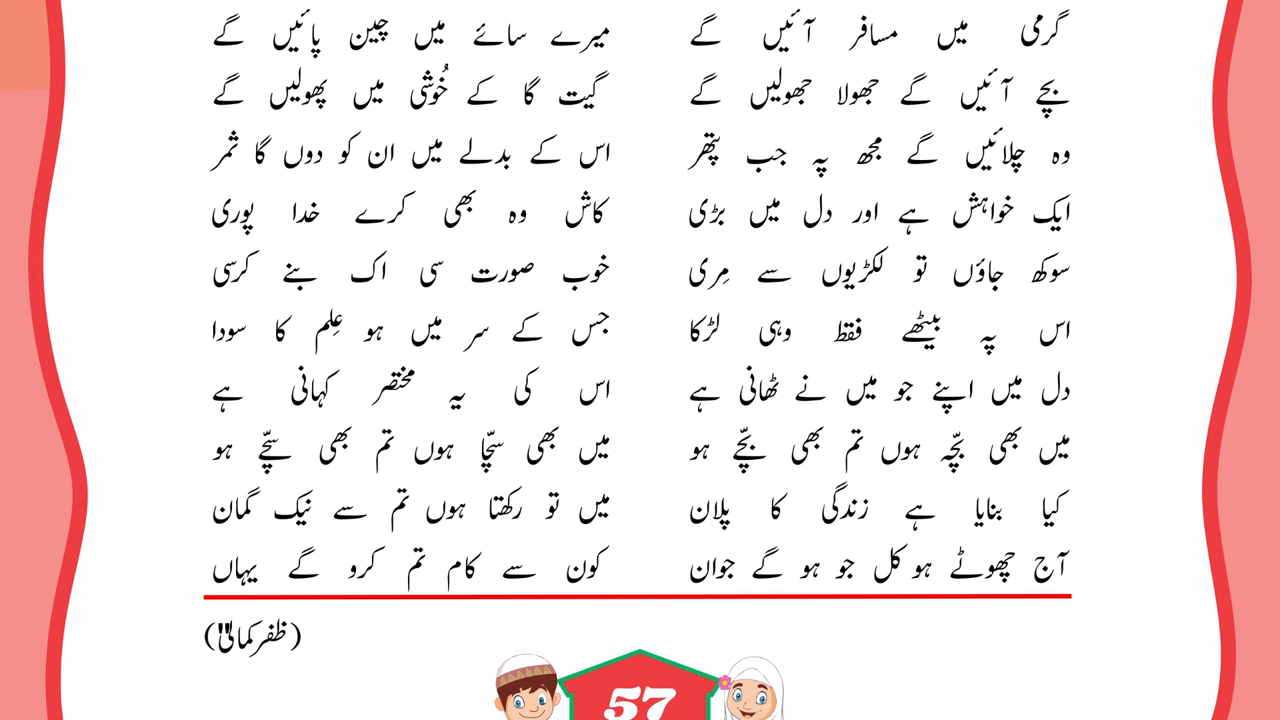 گرمی میں مسافر آئیں گے میرے سائے میں چین پائیں گے
بچے آئیں گے جھولا جھولیں گے گیت گا کے خُوشی میں پھولیں گے
وہ چلائیں گے مجھ پہ جب پتھر اس کے بدلے میں ان کو دوں گا ثمر
ایک خواہش ہے اور دل میں بڑی کاش وہ بھی کرے خدا پوری
سوکھ جاؤں تو لکڑیوں سے مِری خوب صورت سی اک بنے کرسی
اس پہ بیٹھے فقط وہی لڑکا جس کے سر میں ہو عِلم کا سودا
دل میں اپنے جو میں نے ٹھانی ہے اس کی یہ مختصر کہانی ہے
میں بھی بچّہ ہوں تم بھی بچّے ہو میں بھی سچّا ہوں تم بھی سچّے ہو
کیا بنایا ہے زندگی کا پلان میں تو رکھتا ہوں تم سے نیک گمان
آج چھوٹے ہو کل جو ہو گے جوان کون سے کام تم کرو گے یہاں
(ظفر کمالی)
57